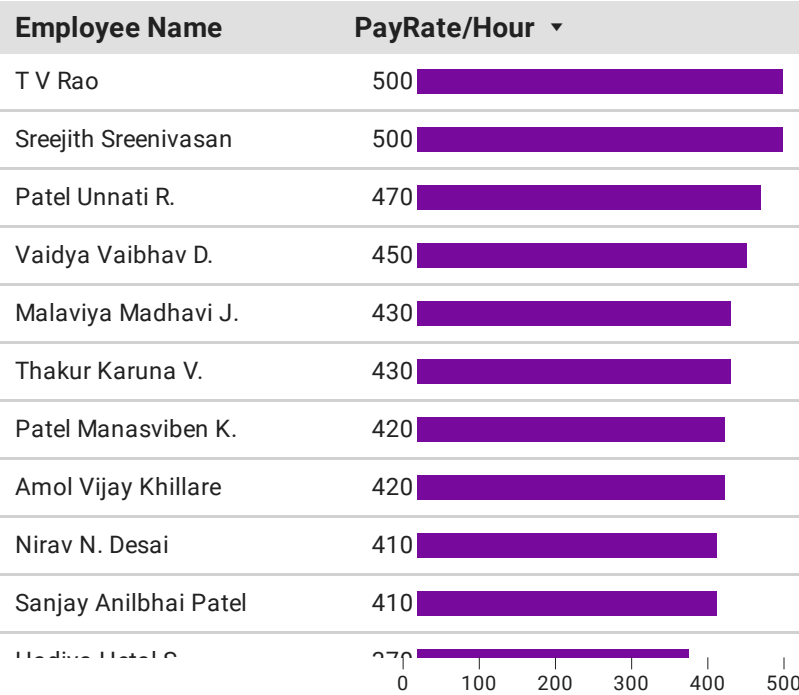 Employee Name PayRate/Hour
T V Rao 500
Sreejith Sreenivasan 500
Patel Unnati R. 470
Vaidya Vaibhav D. 450
Malaviya Madhavi J. 430
Thakur Karuna V. 430
Patel Manasviben K. 420
Amol Vijay Khillare 420
Nirav N. Desai 410
Sanjay Anilbhai Patel 410
0 100 200 300 400 500